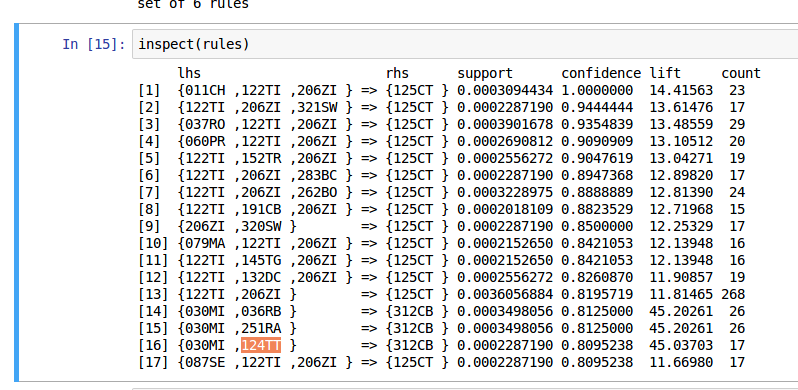 set of 6 rules
In [15]: inspect(rules)
lhs rhs support confidence lift count
[1] {011CH ,122TI ,206ZI } => {125CT } 0.0003094434 1.0000000 14.41563 23
[2] {122TI ,206ZI ,321SW } => {125CT } 0.0002287190 0.9444444 13.61476 17
[3] {037RO ,122TI ,206ZI } => {125CT } 0.0003901678 0.9354839 13.48559 29
[4] {060PR ,122TI ,206ZI } => {125CT } 0.0002690812 0.9090909 13.10512 20
[5] {122TI ,152TR ,206ZI } => {125CT } 0.0002556272 0.9047619 13.04271 19
[6] {122TI ,206ZI ,283BC } => {125CT } 0.0002287190 0.8947368 12.89820 17
[7] {122TI ,206ZI ,262BO } => {125CT } 0.0003228975 0.8888889 12.81390 24
[8] {122TI ,191CB ,206ZI } => {125CT } 0.0002018109 0.8823529 12.71968 15
[9] {206ZI ,320SW } => {125CT } 0.0002287190 0.8500000 12.25329 17
[10] {079MA ,122TI ,206ZI } => {125CT } 0.0002152650 0.8421053 12.13948 16
[11] {122TI ,145TG ,206ZI } => {125CT } 0.0002152650 0.8421053 12.13948 16
[12] {122TI ,132DC ,206ZI } => {125CT } 0.0002556272 0.8260870 11.90857 19
[13] {122TI ,206ZI } => {125CT } 0.0036056884 0.8195719 11.81465 268
[14] {030MI ,036RB } => {312CB } 0.0003498056 0.8125000 45.20261 26
[15] {030MI ,251RA } => {312CB } 0.0003498056 0.8125000 45.20261 26
[16] {030MI ,124TT } => {312CB } 0.0002287190 0.8095238 45.03703 17
[17] {087SE ,122TI ,206ZI } => {125CT } 0.0002287190 0.8095238 11.66980 17